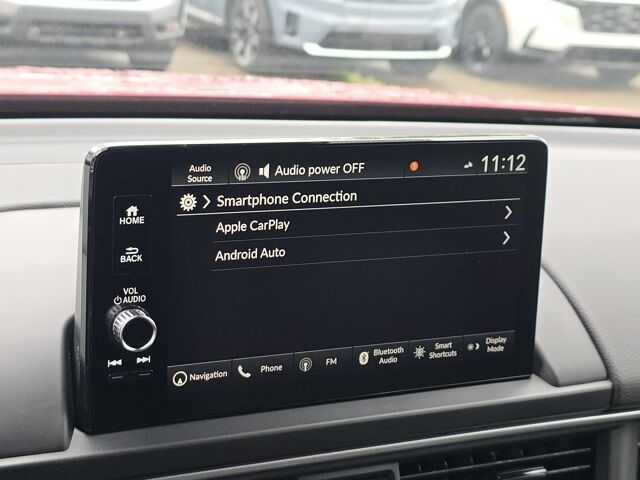 Audio
Source
Audio power OFF
11:12
Smartphone Connection
HOME
Apple CarPlay
BACK
Android Auto
VOL
AUDIO
Navigation
Phone
FM
Bluetooth
Audio
Smart
Shortcuts
Display
Mode